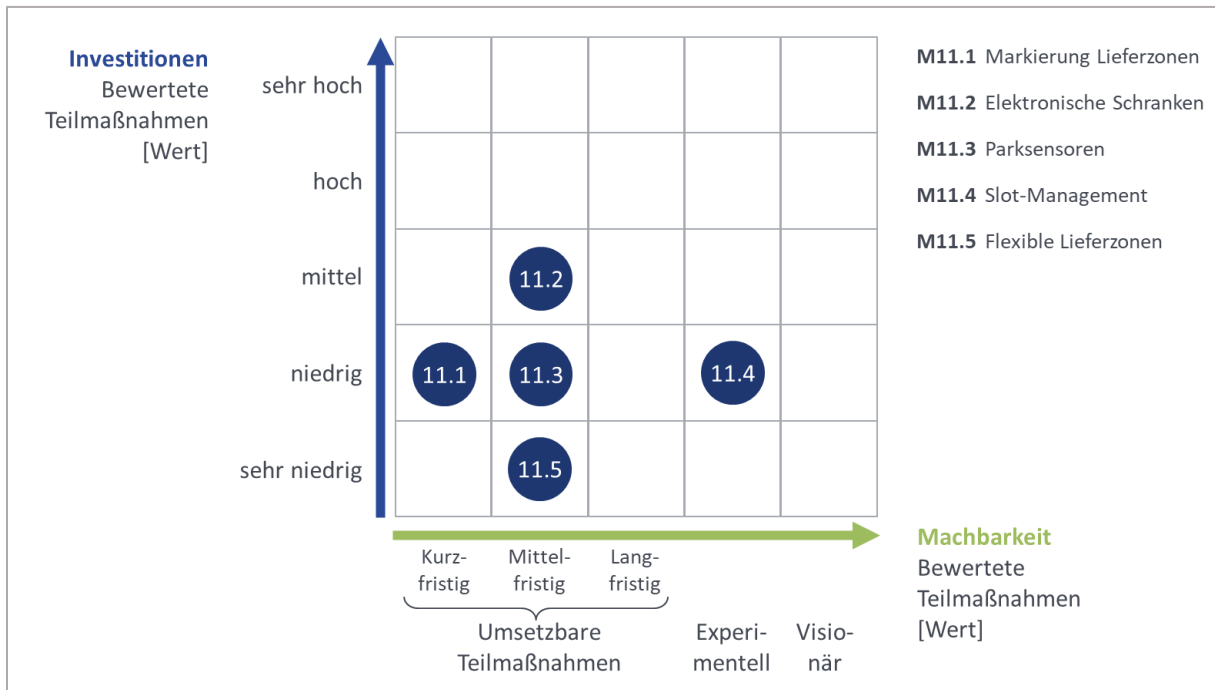 Investitionen
Bewertete
Teilmaßnahmen
[Wert]
sehr hoch
hoch
mittel
niedrig
sehr niedrig
11.2
11.1
11.3
11.4
11.5
M11.1 Markierung Lieferzonen
M11.2 Elektronische Schranken
M11.3 Parksensoren
M11.4 Slot-Management
M11.5 Flexible Lieferzonen
Kurz-
fristig
Mittel-
fristig
Lang-
fristig
Umsetzbare
Teilmaßnahmen
Experi-
mentell
Visio-
när
Machbarkeit
Bewertete
Teilmaßnahmen
[Wert]